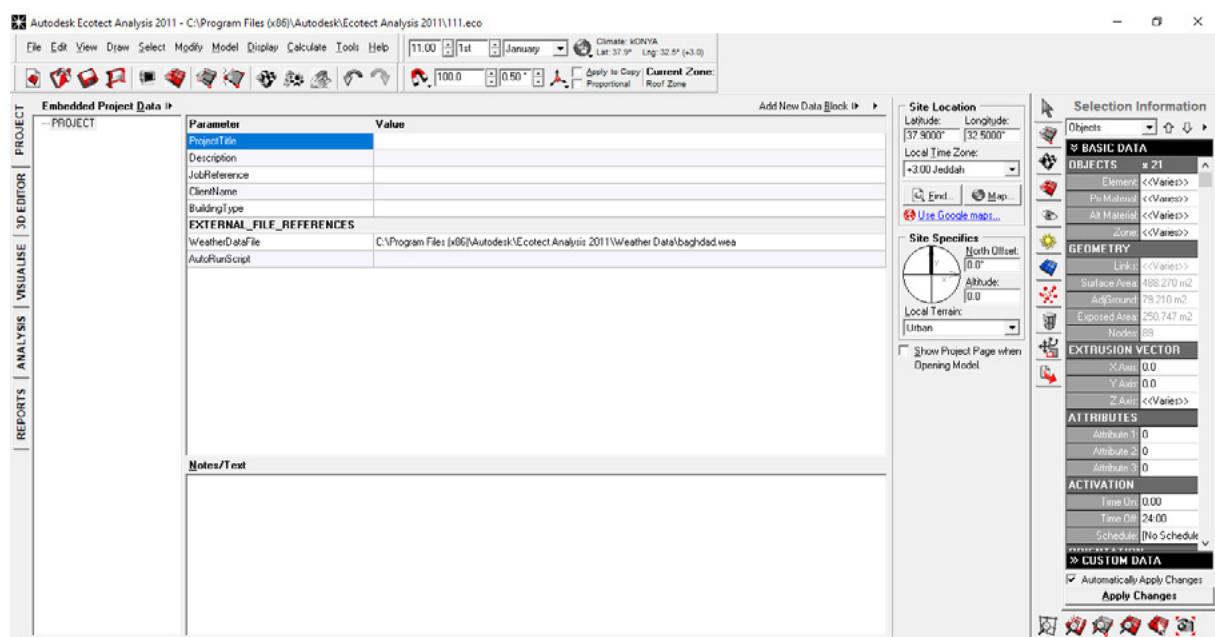 Autodesk Ecotect Analysis 2011 - C:\Program Files (x86)\Autodesk\Ecotect Analysis 2011\111.eco
File Edit View Draw Select Modify Model Display Calculate Tools Help
11:00 1st January
Climate: kONYA
Lat: 37.9° Lng: 32.5° (+3.0)
100.0 0.50°
Apply to Copy
Proportional
Current Zone:
Roof Zone
PROJECT
3D EDITOR
VISUALISE
ANALYSIS
REPORTS
Embedded Project Data
Add New Data Block
PROJECT
Parameter Value
ProjectTitle
Description
JobReference
ClientName
BuildingType
EXTERNAL_FILE_REFERENCES
WeatherDataFile C:\Program Files (x86)\Autodesk\Ecotect Analysis 2011\Weather Data\baghdad.wea
AutoRunScript
Notes/Text
Site Location
Latitude: Longitude:
37.9000° 32.5000°
Local Time Zone:
+3:00 Jeddah
Find... Map...
Use Google maps...
Site Specifics
North Offset:
0.0°
Altitude:
0.0
Local Terrain:
Urban
Show Project Page when
Opening Model.
Selection Information
Objects
BASIC DATA
OBJECTS x 21
Element: <<Varies>>
Pri Material: <<Varies>>
Alt Material: <<Varies>>
Zone: <<Varies>>
GEOMETRY
Links: <<Varies>>
Surface Area: 488.270 m2
AdjGround: 79.210 m2
Exposed Area: 250.747 m2
Nodes: 89
EXTRUSION VECTOR
X Axis: 0.0
Y Axis: 0.0
Z Axis: <<Varies>>
ATTRIBUTES
Attribute 1: 0
Attribute 2: 0
Attribute 3: 0
ACTIVATION
Time On: 0:00
Time Off: 24:00
Schedule: [No Schedule
CUSTOM DATA
Automatically Apply Changes
Apply Changes